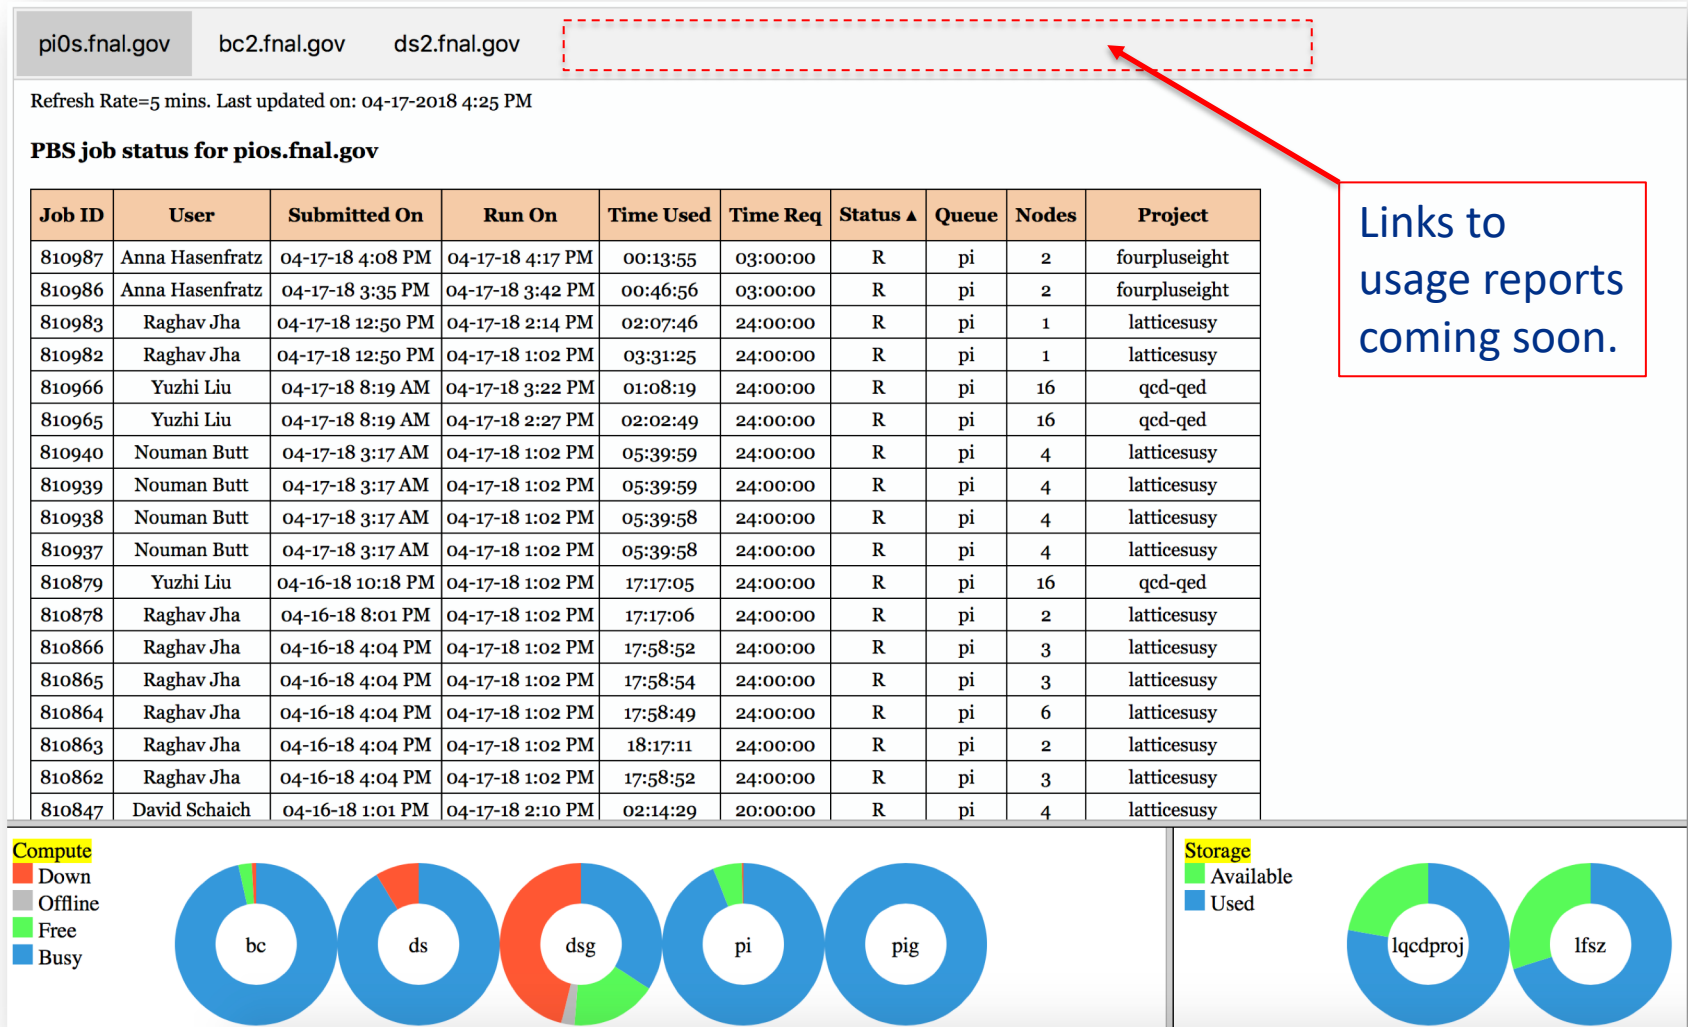 pi0s.fnal.gov bc2.fnal.gov ds2.fnal.gov
Refresh Rate=5 mins. Last updated on: 04-17-2018 4:25 PM
PBS job status for pi0s.fnal.gov
Job ID User Submitted On Run On Time Used Time Req Status ▲ Queue Nodes Project
810987 Anna Hasenfratz 04-17-18 4:08 PM 04-17-18 4:17 PM 00:13:55 03:00:00 R pi 2 fourpluseight
810986 Anna Hasenfratz 04-17-18 3:35 PM 04-17-18 3:42 PM 00:46:56 03:00:00 R pi 2 fourpluseight
810983 Raghav Jha 04-17-18 12:50 PM 04-17-18 2:14 PM 02:07:46 24:00:00 R pi 1 latticesusy
810982 Raghav Jha 04-17-18 12:50 PM 04-17-18 1:02 PM 03:31:25 24:00:00 R pi 1 latticesusy
810966 Yuzhi Liu 04-17-18 8:19 AM 04-17-18 3:22 PM 01:08:19 24:00:00 R pi 16 qcd-qed
810965 Yuzhi Liu 04-17-18 8:19 AM 04-17-18 2:27 PM 02:02:49 24:00:00 R pi 16 qcd-qed
810940 Nouman Butt 04-17-18 3:17 AM 04-17-18 1:02 PM 05:39:59 24:00:00 R pi 4 latticesusy
810939 Nouman Butt 04-17-18 3:17 AM 04-17-18 1:02 PM 05:39:59 24:00:00 R pi 4 latticesusy
810938 Nouman Butt 04-17-18 3:17 AM 04-17-18 1:02 PM 05:39:58 24:00:00 R pi 4 latticesusy
810937 Nouman Butt 04-17-18 3:17 AM 04-17-18 1:02 PM 05:39:58 24:00:00 R pi 4 latticesusy
810879 Yuzhi Liu 04-16-18 10:18 PM 04-17-18 1:02 PM 17:17:05 24:00:00 R pi 16 qcd-qed
810878 Raghav Jha 04-16-18 8:01 PM 04-17-18 1:02 PM 17:17:06 24:00:00 R pi 2 latticesusy
810866 Raghav Jha 04-16-18 4:04 PM 04-17-18 1:02 PM 17:58:52 24:00:00 R pi 3 latticesusy
810865 Raghav Jha 04-16-18 4:04 PM 04-17-18 1:02 PM 17:58:54 24:00:00 R pi 3 latticesusy
810864 Raghav Jha 04-16-18 4:04 PM 04-17-18 1:02 PM 17:58:49 24:00:00 R pi 6 latticesusy
810863 Raghav Jha 04-16-18 4:04 PM 04-17-18 1:02 PM 18:17:11 24:00:00 R pi 2 latticesusy
810862 Raghav Jha 04-16-18 4:04 PM 04-17-18 1:02 PM 17:58:52 24:00:00 R pi 3 latticesusy
810847 David Schaich 04-16-18 1:01 PM 04-17-18 2:10 PM 02:14:29 20:00:00 R pi 4 latticesusy
Links to
usage reports
coming soon.
Compute
Down
Offline
Free
Busy
bc ds dsg pi pig
Storage
Available
Used
lqcdproj lfsz